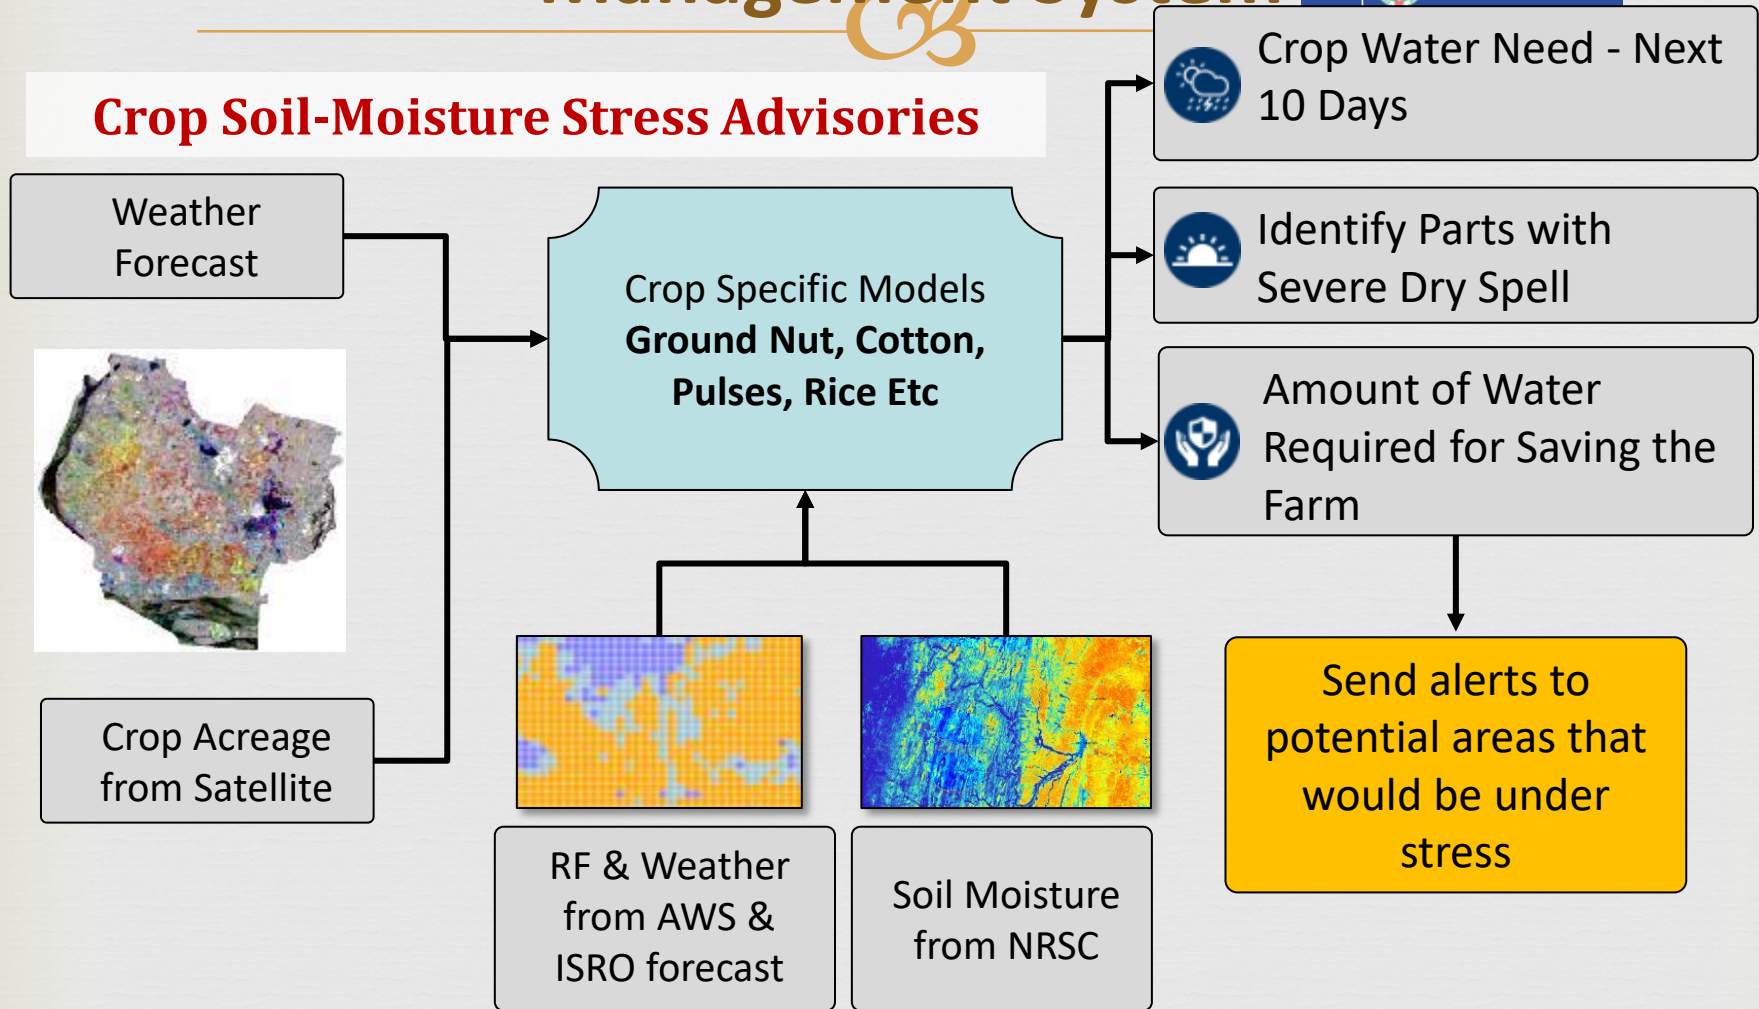 Management System
Crop Soil-Moisture Stress Advisories
Weather
Forecast
Crop Acreage
from Satellite
Crop Specific Models
Ground Nut, Cotton,
Pulses, Rice Etc
RF & Weather
from AWS &
ISRO forecast
Soil Moisture
from NRSC
Crop Water Need - Next
10 Days
Identify Parts with
Severe Dry Spell
Amount of Water
Required for Saving the
Farm
Send alerts to
potential areas that
would be under
stress